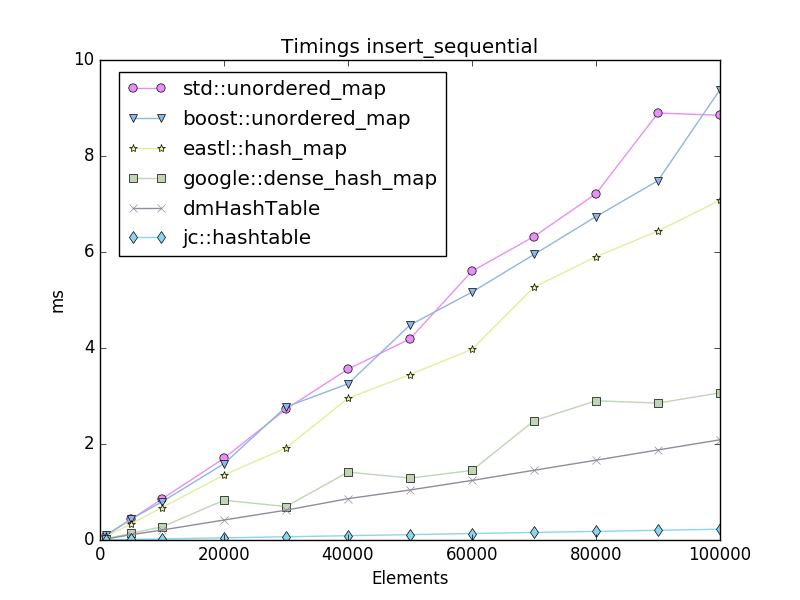 Timings insert_sequential
10
8
6
4
2
0
ms
std::unordered_map
boost::unordered_map
eastl::hash_map
google::dense_hash_map
dmHashTable
jc::hashtable
0 20000 40000 60000 80000 100000
Elements